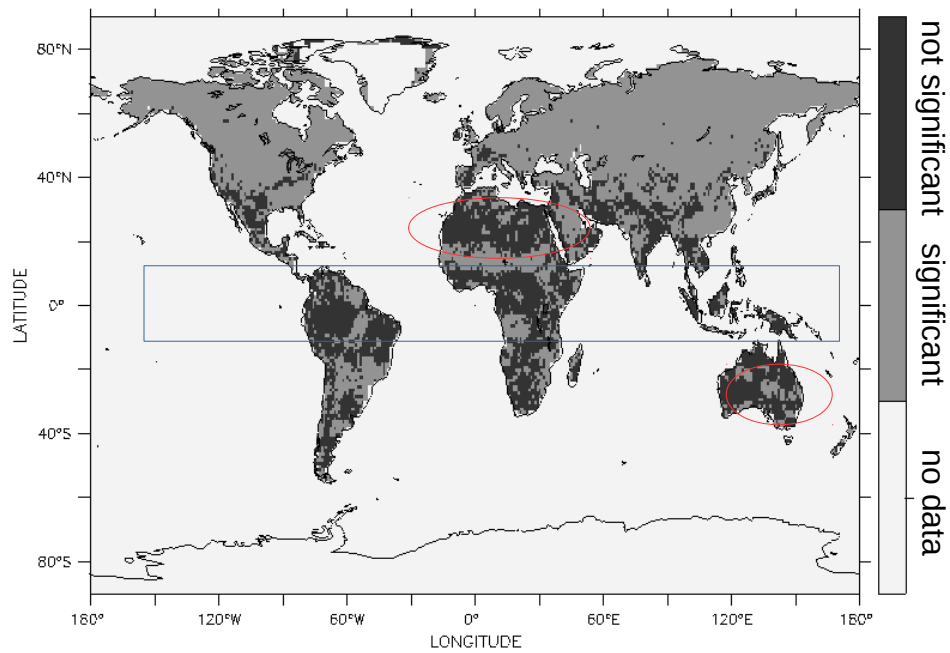 80°N
40°N
0°
40°S
80°S
LATITUDE
180°
120°W
60°W
0°
60°E
120°E
180°
LONGITUDE
not significant
significant
no data